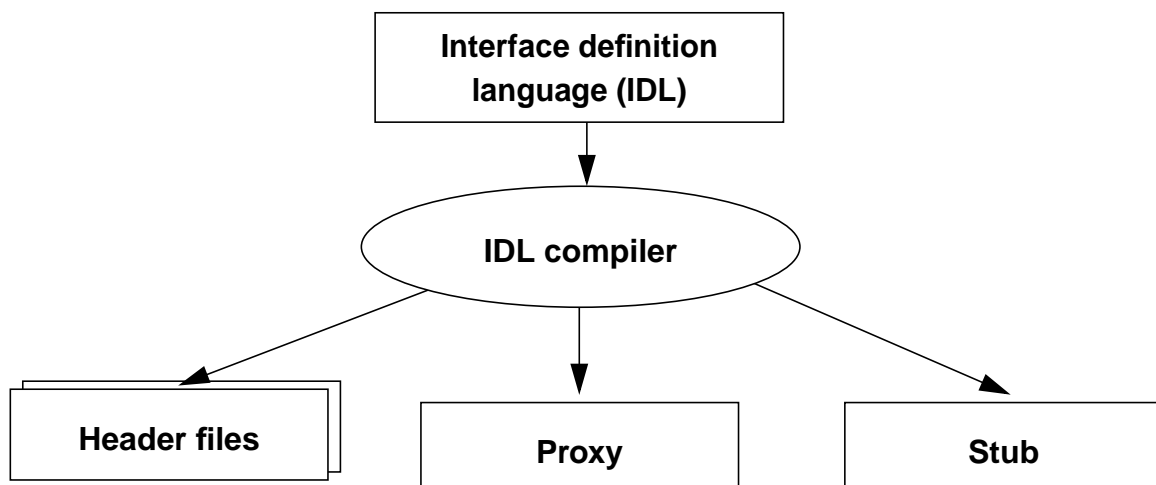 Interface definition
language (IDL)
IDL compiler
Header files
Proxy
Stub